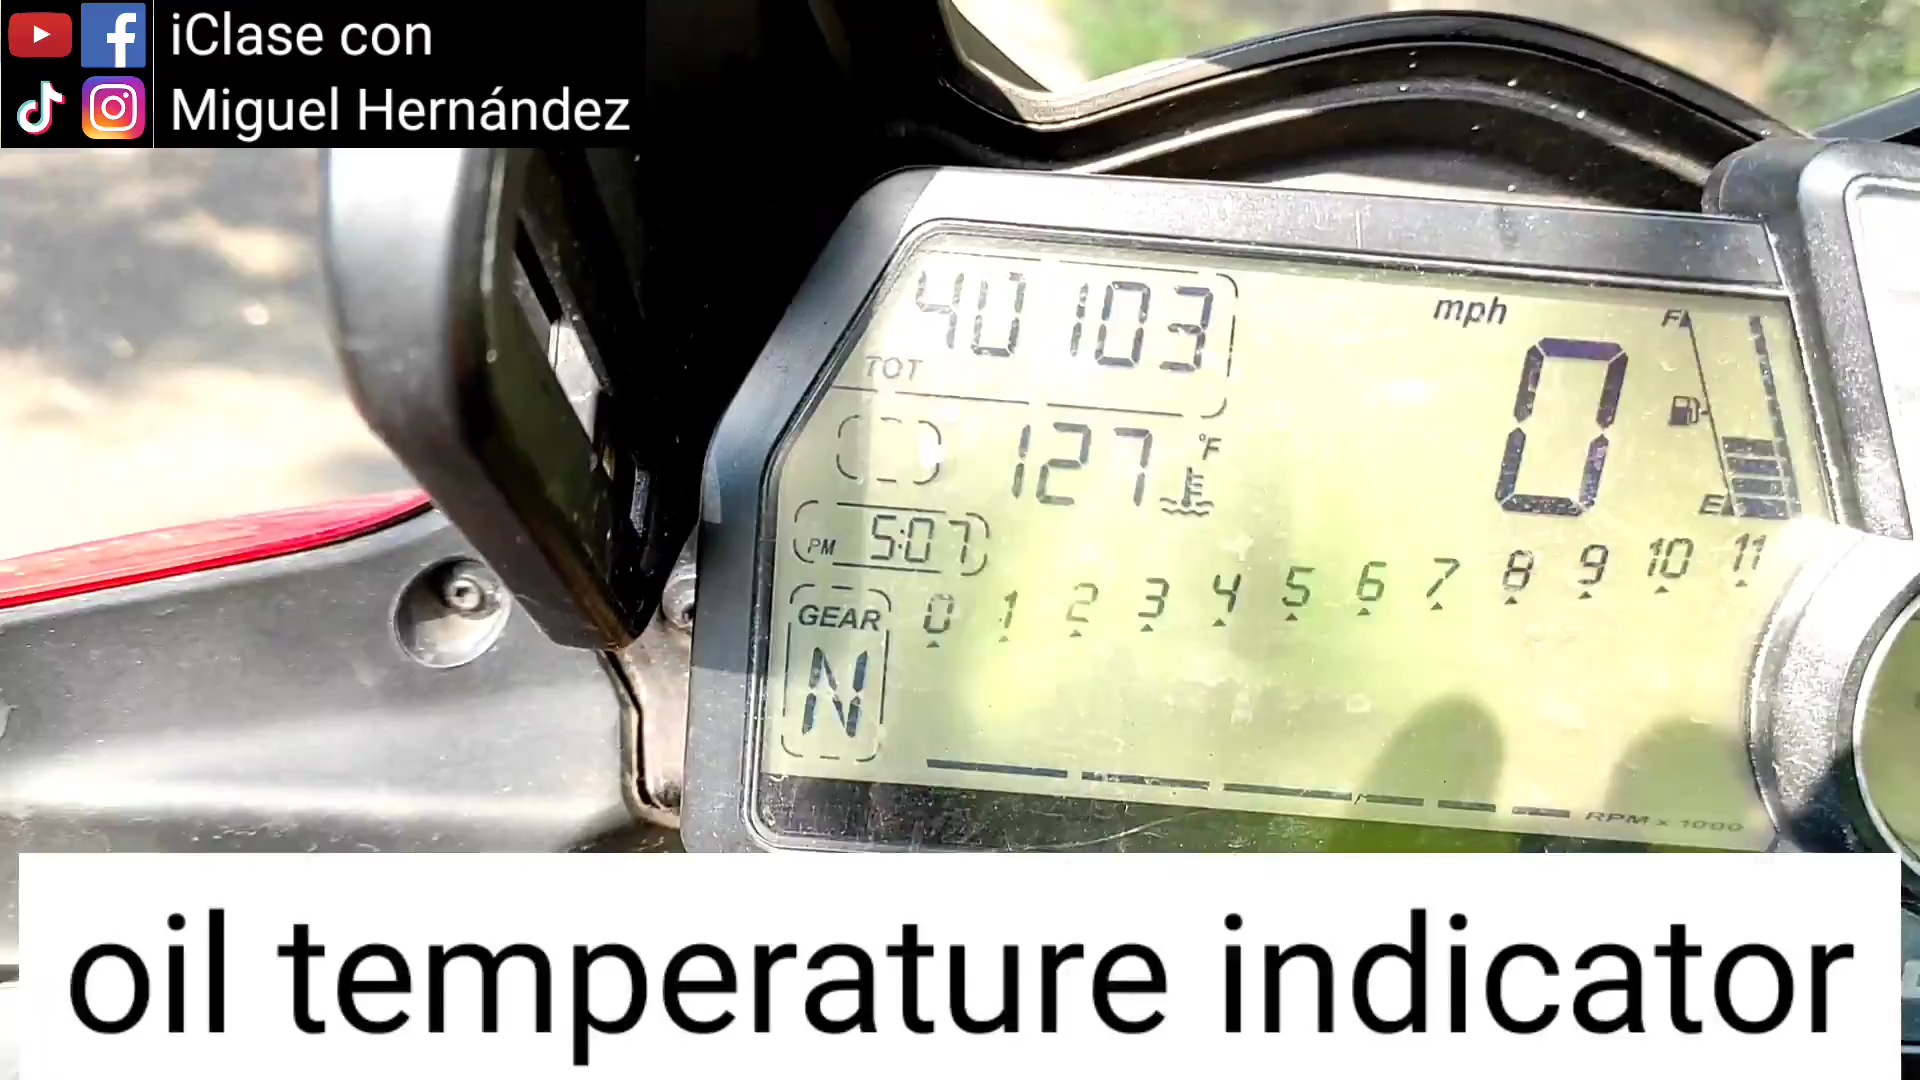 iClase con
Miguel Hernández
40103
TOT
mph
0
F
127 °F
E
PM 5:07
GEAR
N
0 1 2 3 4 5 6 7 8 9 10 11
RPM x 1000
oil temperature indicator